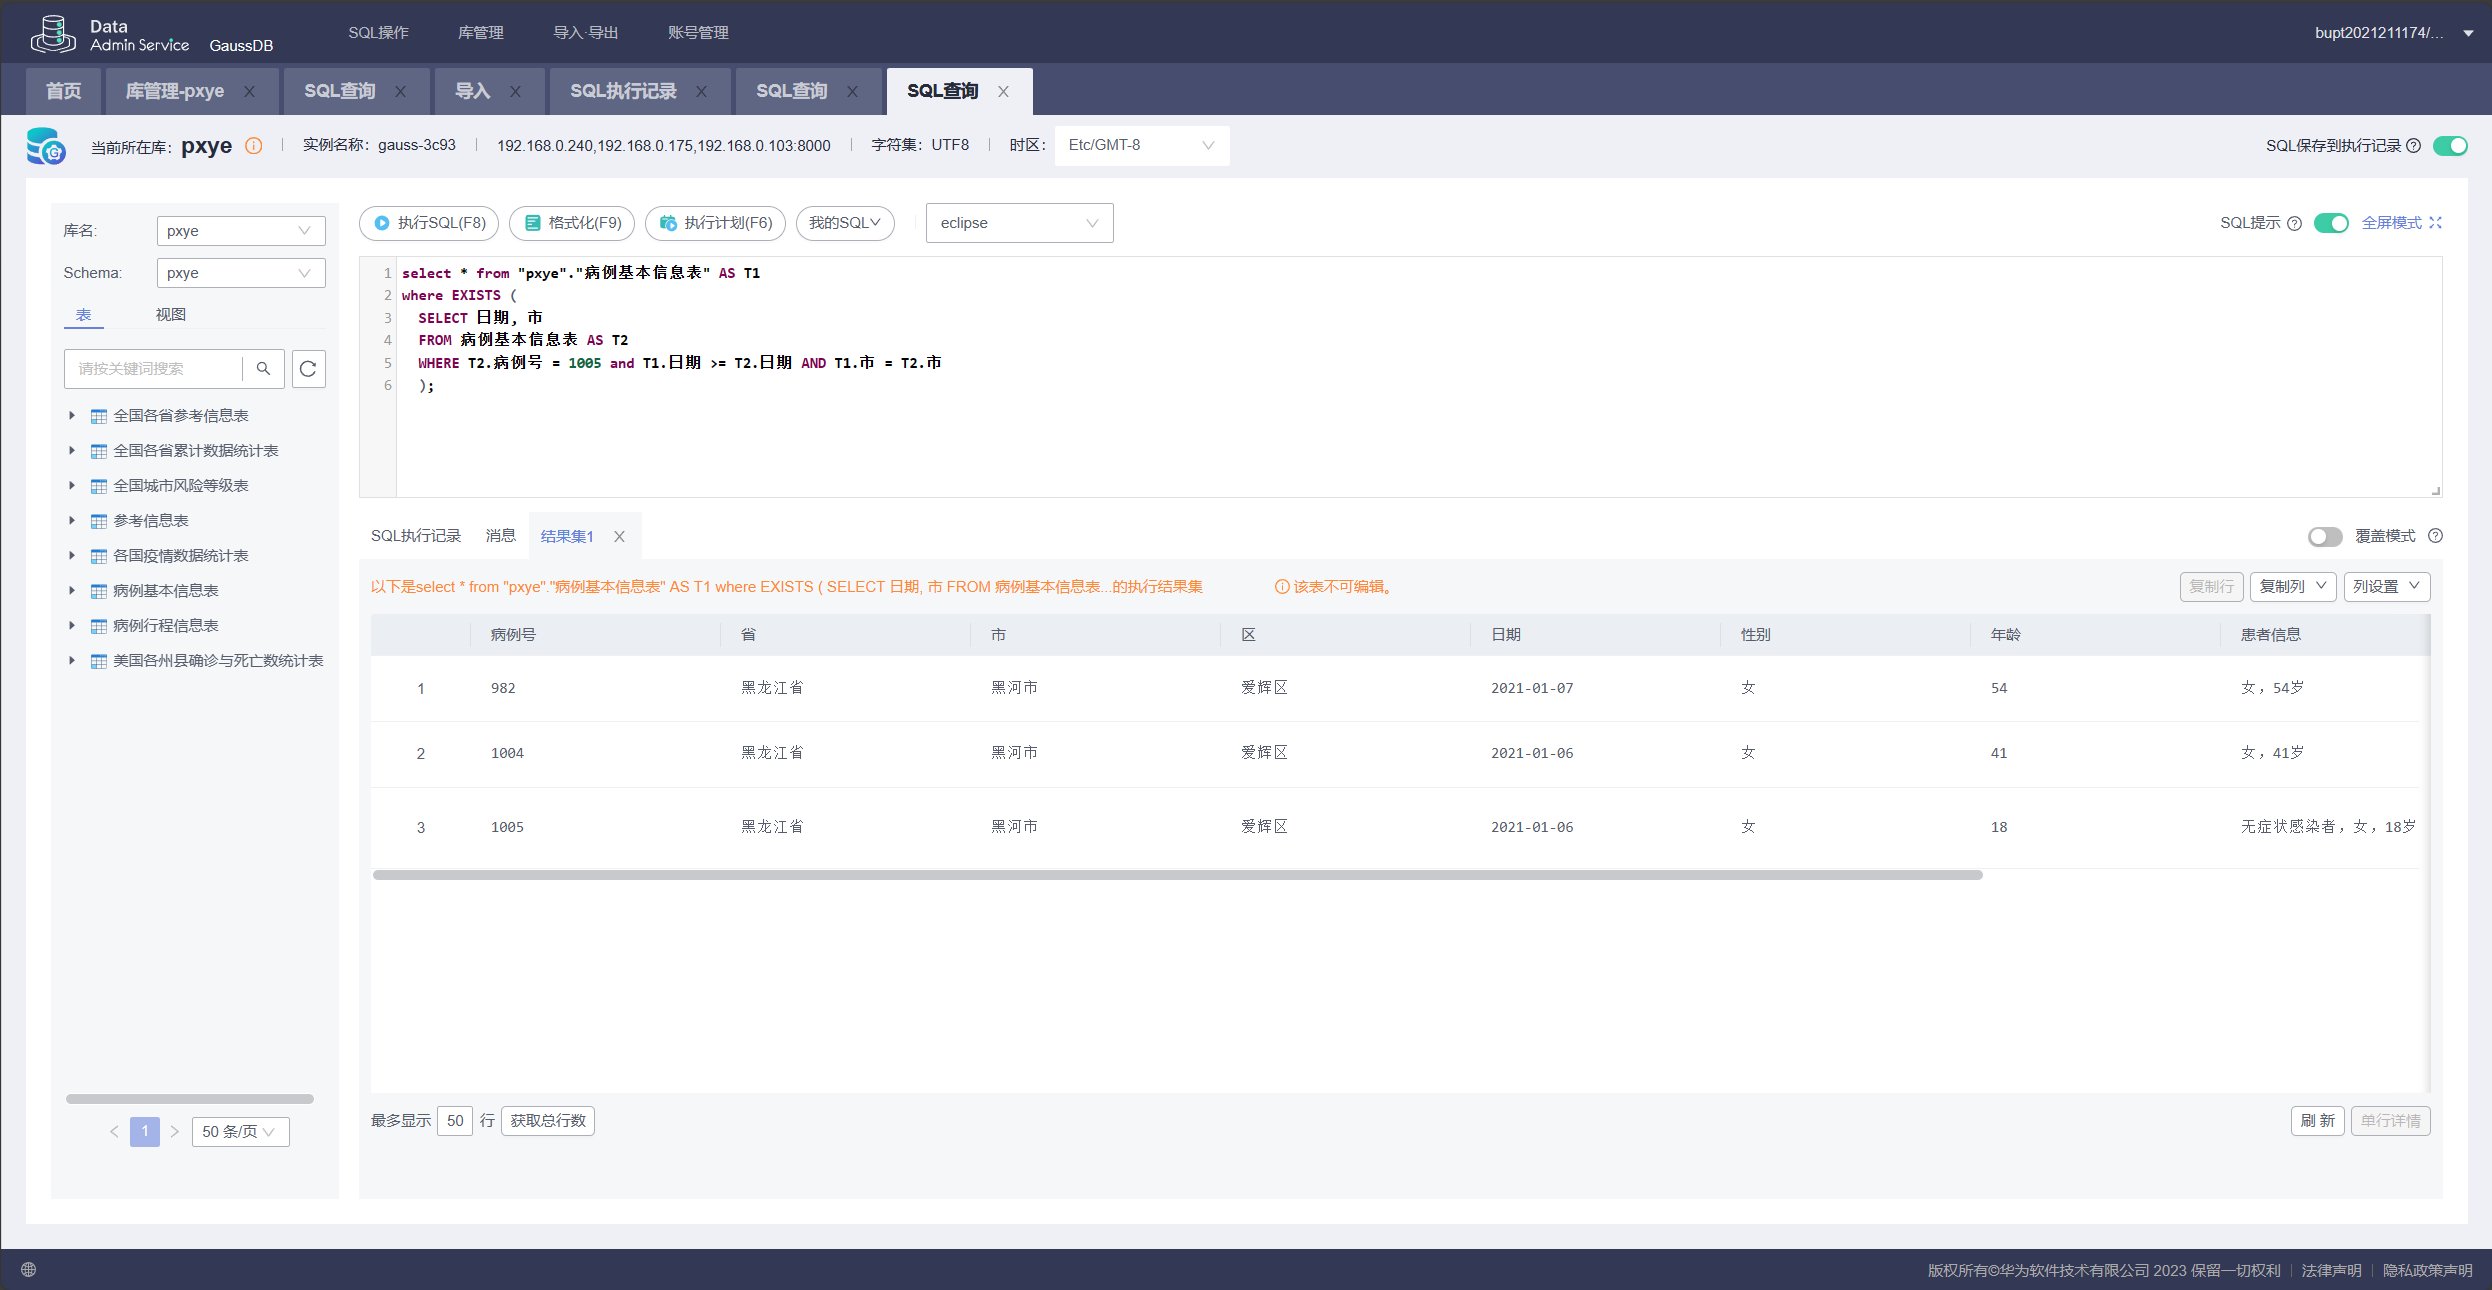 Data
Admin Service GaussDB SQL操作 库管理 导入·导出 账号管理 bupt2021211174/...
首页 库管理-pxye SQL查询 导入 SQL执行记录 SQL查询 SQL查询
当前所在库: pxye 实例名称: gauss-3c93 192.168.0.240,192.168.0.175,192.168.0.103:8000 字符集: UTF8 时区: Etc/GMT-8 SQL保存到执行记录
库名: pxye
Schema: pxye
表 视图
请按关键词搜索
全国各省参考信息表
全国各省累计数据统计表
全国城市风险等级表
参考信息表
各国疫情数据统计表
病例基本信息表
病例行程信息表
美国各州县确诊与死亡数统计表
1 50 条/页
执行SQL(F8) 格式化(F9) 执行计划(F6) 我的SQL eclipse SQL提示 全屏模式
1 select * from "pxye"."病例基本信息表" AS T1
2 where EXISTS (
3 SELECT 日期, 市
4 FROM 病例基本信息表 AS T2
5 WHERE T2.病例号 = 1005 and T1.日期 >= T2.日期 AND T1.市 = T2.市
6 );
SQL执行记录 消息 结果集1 覆盖模式
以下是select * from "pxye"."病例基本信息表" AS T1 where EXISTS ( SELECT 日期, 市 FROM 病例基本信息表...的执行结果集 该表不可编辑。 复制行 复制列 列设置
病例号 省 市 区 日期 性别 年龄 患者信息
1 982 黑龙江省 黑河市 爱辉区 2021-01-07 女 54 女，54岁
2 1004 黑龙江省 黑河市 爱辉区 2021-01-06 女 41 女，41岁
3 1005 黑龙江省 黑河市 爱辉区 2021-01-06 女 18 无症状感染者，女，18岁
最多显示 50 行 获取总行数 刷新 单行详情
版权所有©华为软件技术有限公司 2023 保留一切权利 法律声明 隐私政策声明